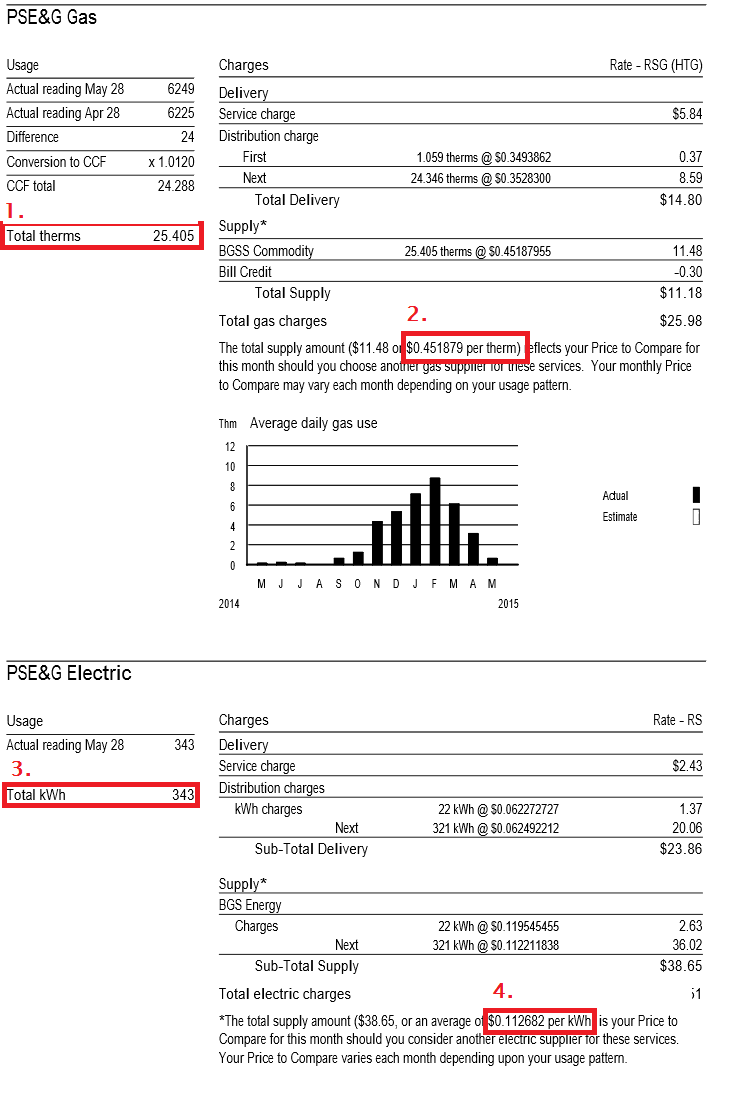 PSE&G Gas
Usage
Actual reading May 28 6249
Actual reading Apr 28 6225
Difference 24
Conversion to CCF x 1.0120
CCF total 24.288
1.
Total therms 25.405
Charges Rate – RSG (HTG)
Delivery
Service charge $5.84
Distribution charge
First 1.059 therms @ $0.3493862 0.37
Next 24.346 therms @ $0.3528300 8.59
Total Delivery $14.80
Supply*
BGSS Commodity 25.405 therms @ $0.45187955 11.48
Bill Credit –0.30
Total Supply $11.18
2.
Total gas charges $25.98
The total supply amount ($11.48 or $0.451879 per therm) reflects your Price to Compare for
this month should you choose another gas supplier for these services. Your monthly Price
to Compare may vary each month depending on your usage pattern.
Thm Average daily gas use
12
10
8
6
4
2
0
M J J A S O N D J F M A M
2014 2015
Actual
Estimate
PSE&G Electric
Usage
Actual reading May 28 343
3.
Total kWh 343
Charges Rate – RS
Delivery
Service charge $2.43
Distribution charges
kWh charges 22 kWh @ $0.062272727 1.37
Next 321 kWh @ $0.062492212 20.06
Sub-Total Delivery $23.86
Supply*
BGS Energy
Charges 22 kWh @ $0.119545455 2.63
Next 321 kWh @ $0.112211838 36.02
Sub-Total Supply $38.65
4.
Total electric charges
*The total supply amount ($38.65, or an average of $0.112682 per kWh) is your Price to
Compare for this month should you consider another electric supplier for these services.
Your Price to Compare varies each month depending upon your usage pattern.